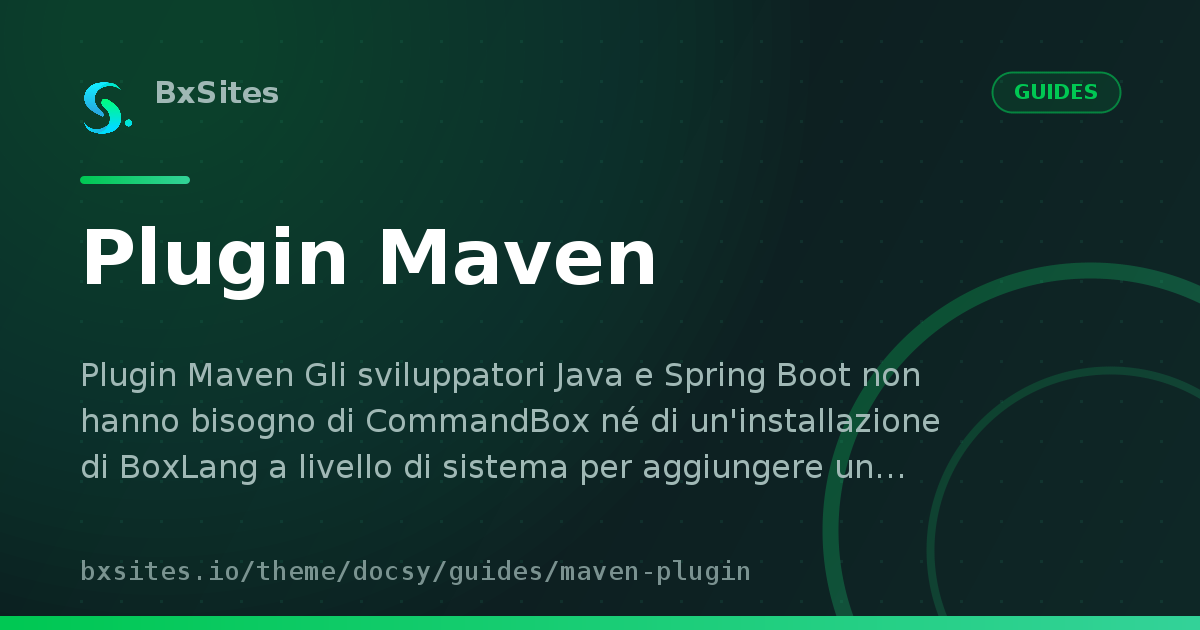 BxSites
GUIDES
Plugin Maven
Plugin Maven Gli sviluppatori Java e Spring Boot non
hanno bisogno di CommandBox né di un'installazione
di BoxLang a livello di sistema per aggiungere un...
bxsites.io/theme/docsy/guides/maven-plugin